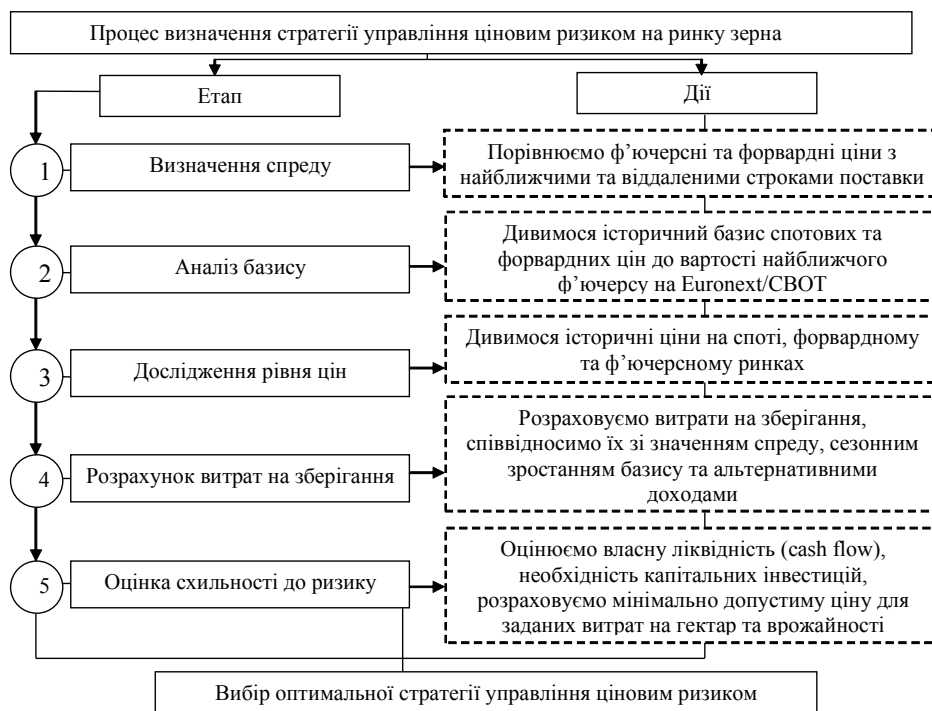 Процес визначення стратегії управління ціновим ризиком на ринку зерна
Етап
Дії
1
Визначення спреду
Порівнюємо ф’ючерсні та форвардні ціни з
найближчими та віддаленими строками поставки
2
Аналіз базису
Дивимося історичний базис спотових та
форвардних цін до вартості найближчого
ф’ючерсу на Euronext/CBOT
3
Дослідження рівня цін
Дивимося історичні ціни на споті, форвардному
та ф’ючерсному ринках
4
Розрахунок витрат на зберігання
Розраховуємо витрати на зберігання,
співвідносимо їх зі значенням спреду, сезонним
зростанням базису та альтернативними
доходами
5
Оцінка схильності до ризику
Оцінюємо власну ліквідність (cash flow),
необхідність капітальних інвестицій,
розраховуємо мінімально допустиму ціну для
заданих витрат на гектар та врожайності
Вибір оптимальної стратегії управління ціновим ризиком